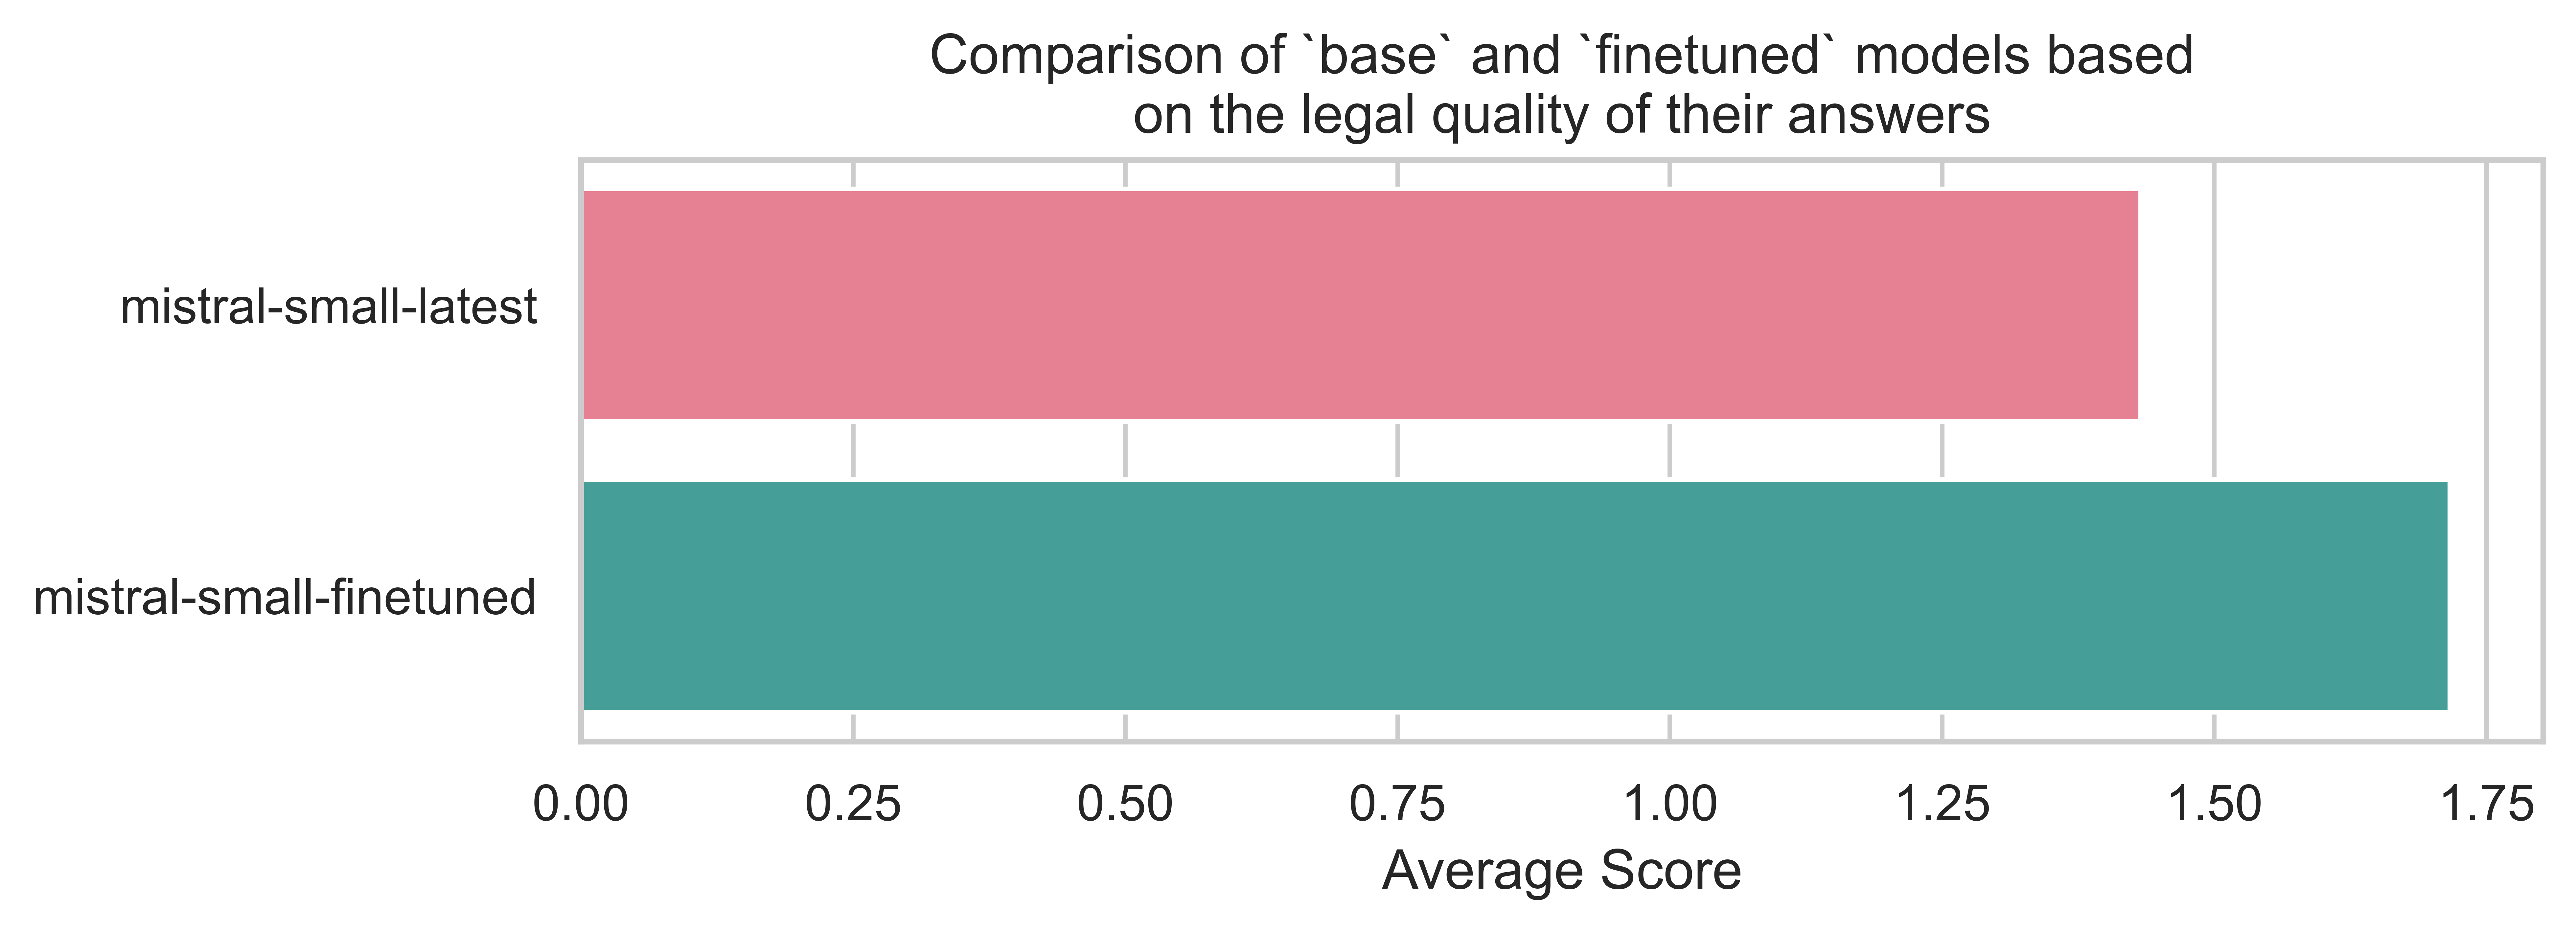 Comparison of `base` and `finetuned` models based
on the legal quality of their answers
mistral-small-latest
mistral-small-finetuned
0.00 0.25 0.50 0.75 1.00 1.25 1.50 1.75
Average Score